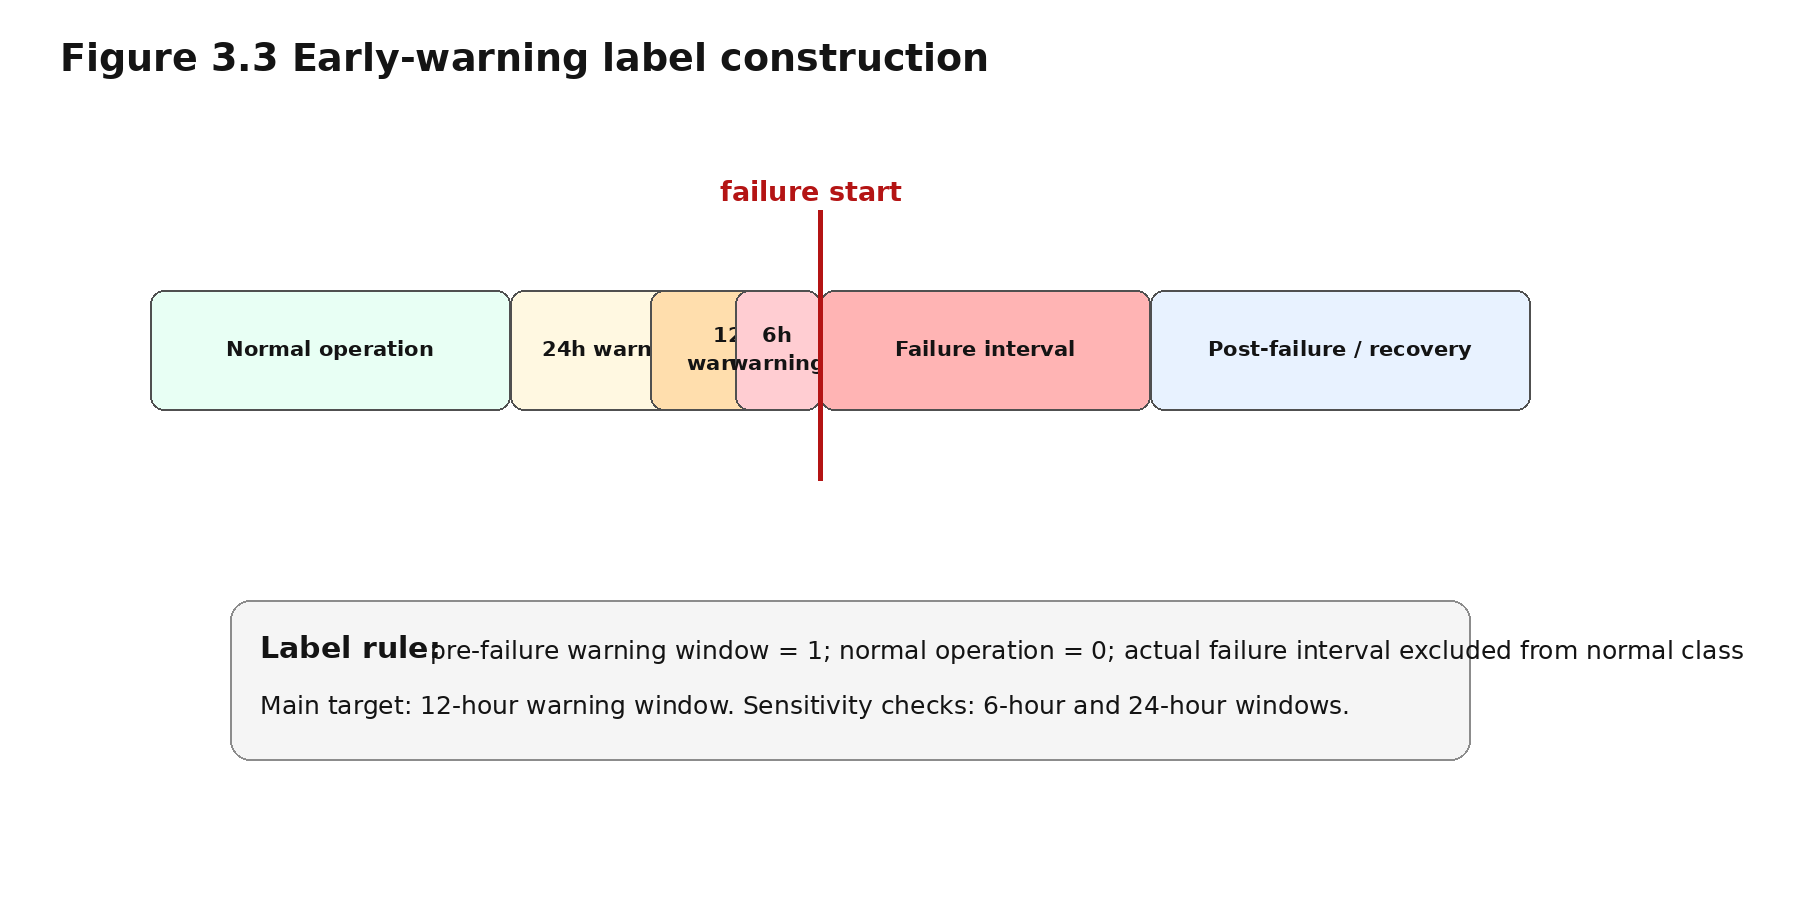 Figure 3.3 Early-warning label construction
failure start
Normal operation
24h warn
12
warn
6h
warning
Failure interval
Post-failure / recovery
Label rule: pre-failure warning window = 1; normal operation = 0; actual failure interval excluded from normal class
Main target: 12-hour warning window. Sensitivity checks: 6-hour and 24-hour windows.